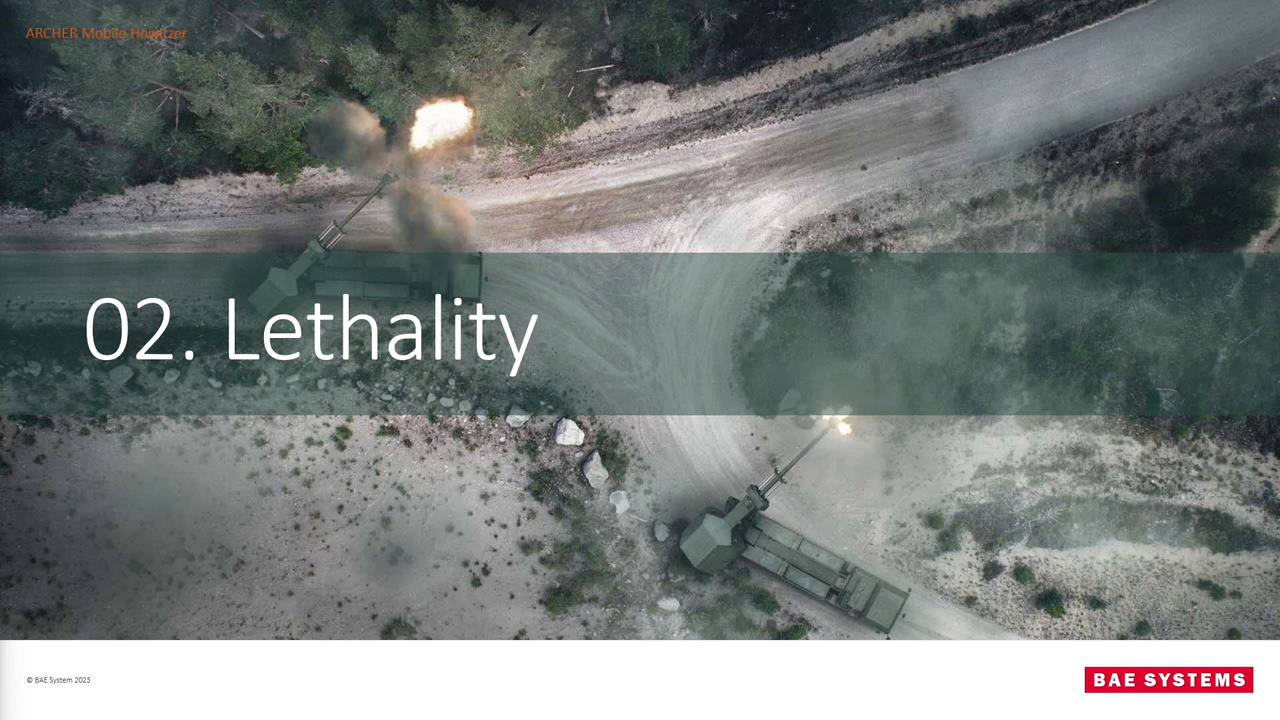 ARCHER Mobile Howitzer
02. Lethality
© BAE System 2023
BAE SYSTEMS